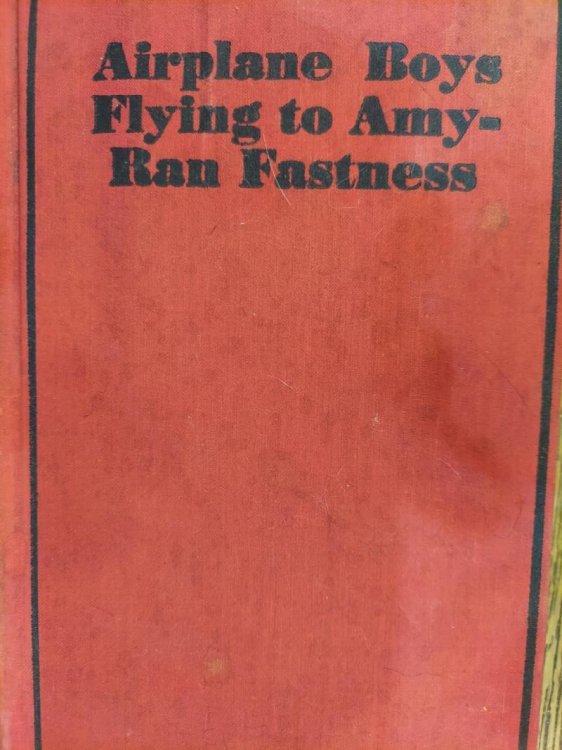 Airplane Boys
Flying to Amy-
Ran Fastness